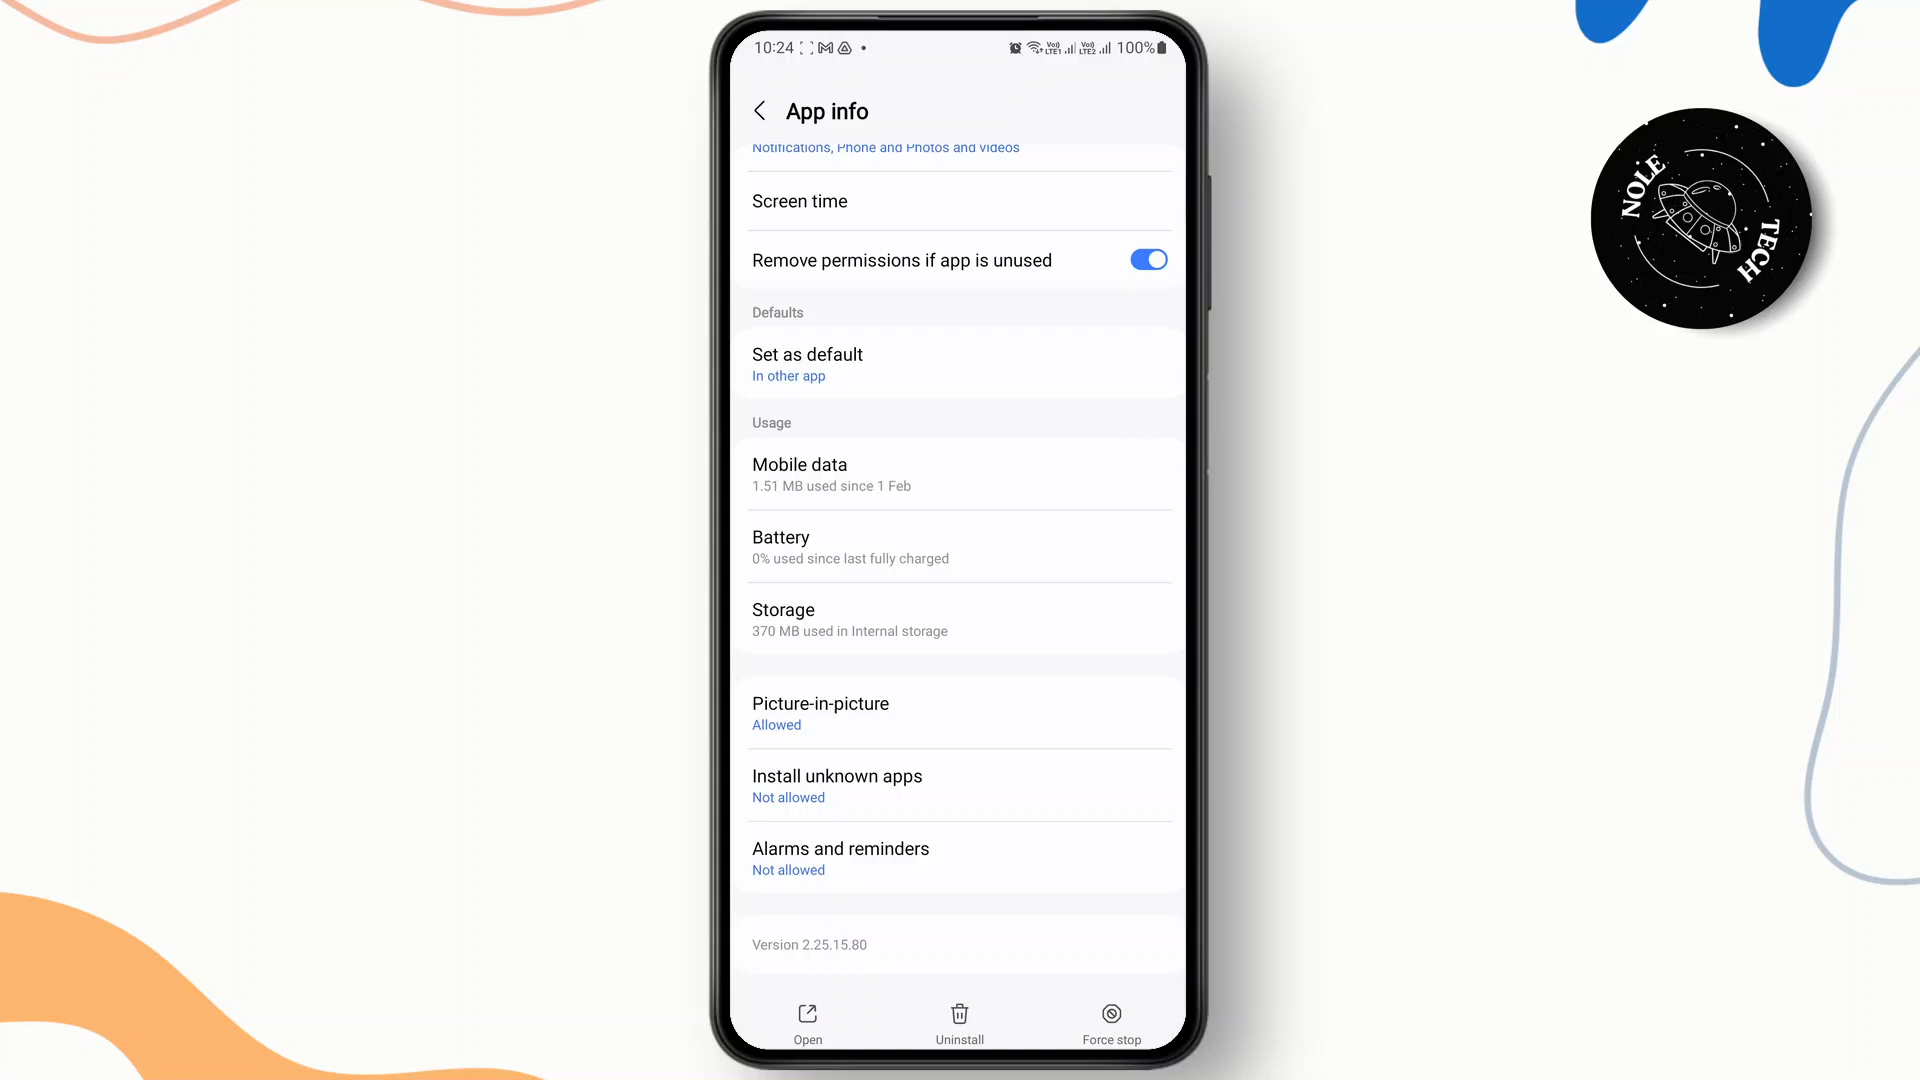 10:24
100%
App info
Notifications, Phone and Photos and Videos
Screen time
Remove permissions if app is unused
Defaults
Set as default
In other app
Usage
Mobile data
1.51 MB used since 1 Feb
Battery
0% used since last fully charged
Storage
370 MB used in Internal storage
Picture-in-picture
Allowed
Install unknown apps
Not allowed
Alarms and reminders
Not allowed
Version 2.25.15.80
Open
Uninstall
Force stop
NOLE
TECH